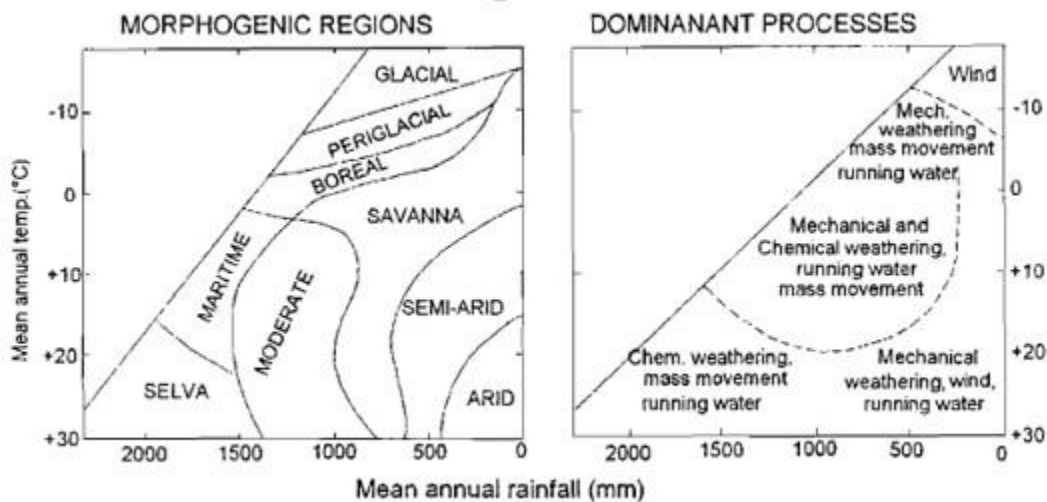 MORPHOGENIC REGIONS
DOMINANANT PROCESSES
Mean annual temp.(°C)
-10
0
+10
+20
+30
GLACIAL
PERIGLACIAL
BOREAL
SAVANNA
MARITIME
MODERATE
SEMI-ARID
SELVA
ARID
2000
1500
1000
500
0
Wind
Mech.
weathering
mass movement
running water
Mechanical and
Chemical weathering,
running water
mass movement
Chem. weathering,
mass movement
running water
Mechanical
weathering, wind,
running water
-10
0
+10
+20
+30
2000
1500
1000
500
0
Mean annual rainfall (mm)